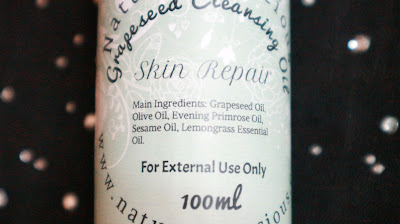 Grapeseed Cleansing Oil
Skin Repair
Main Ingredients: Grapeseed Oil,
Olive Oil, Evening Primrose Oil,
Sesame Oil, Lemongrass Essential
Oil.
For External Use Only
100ml